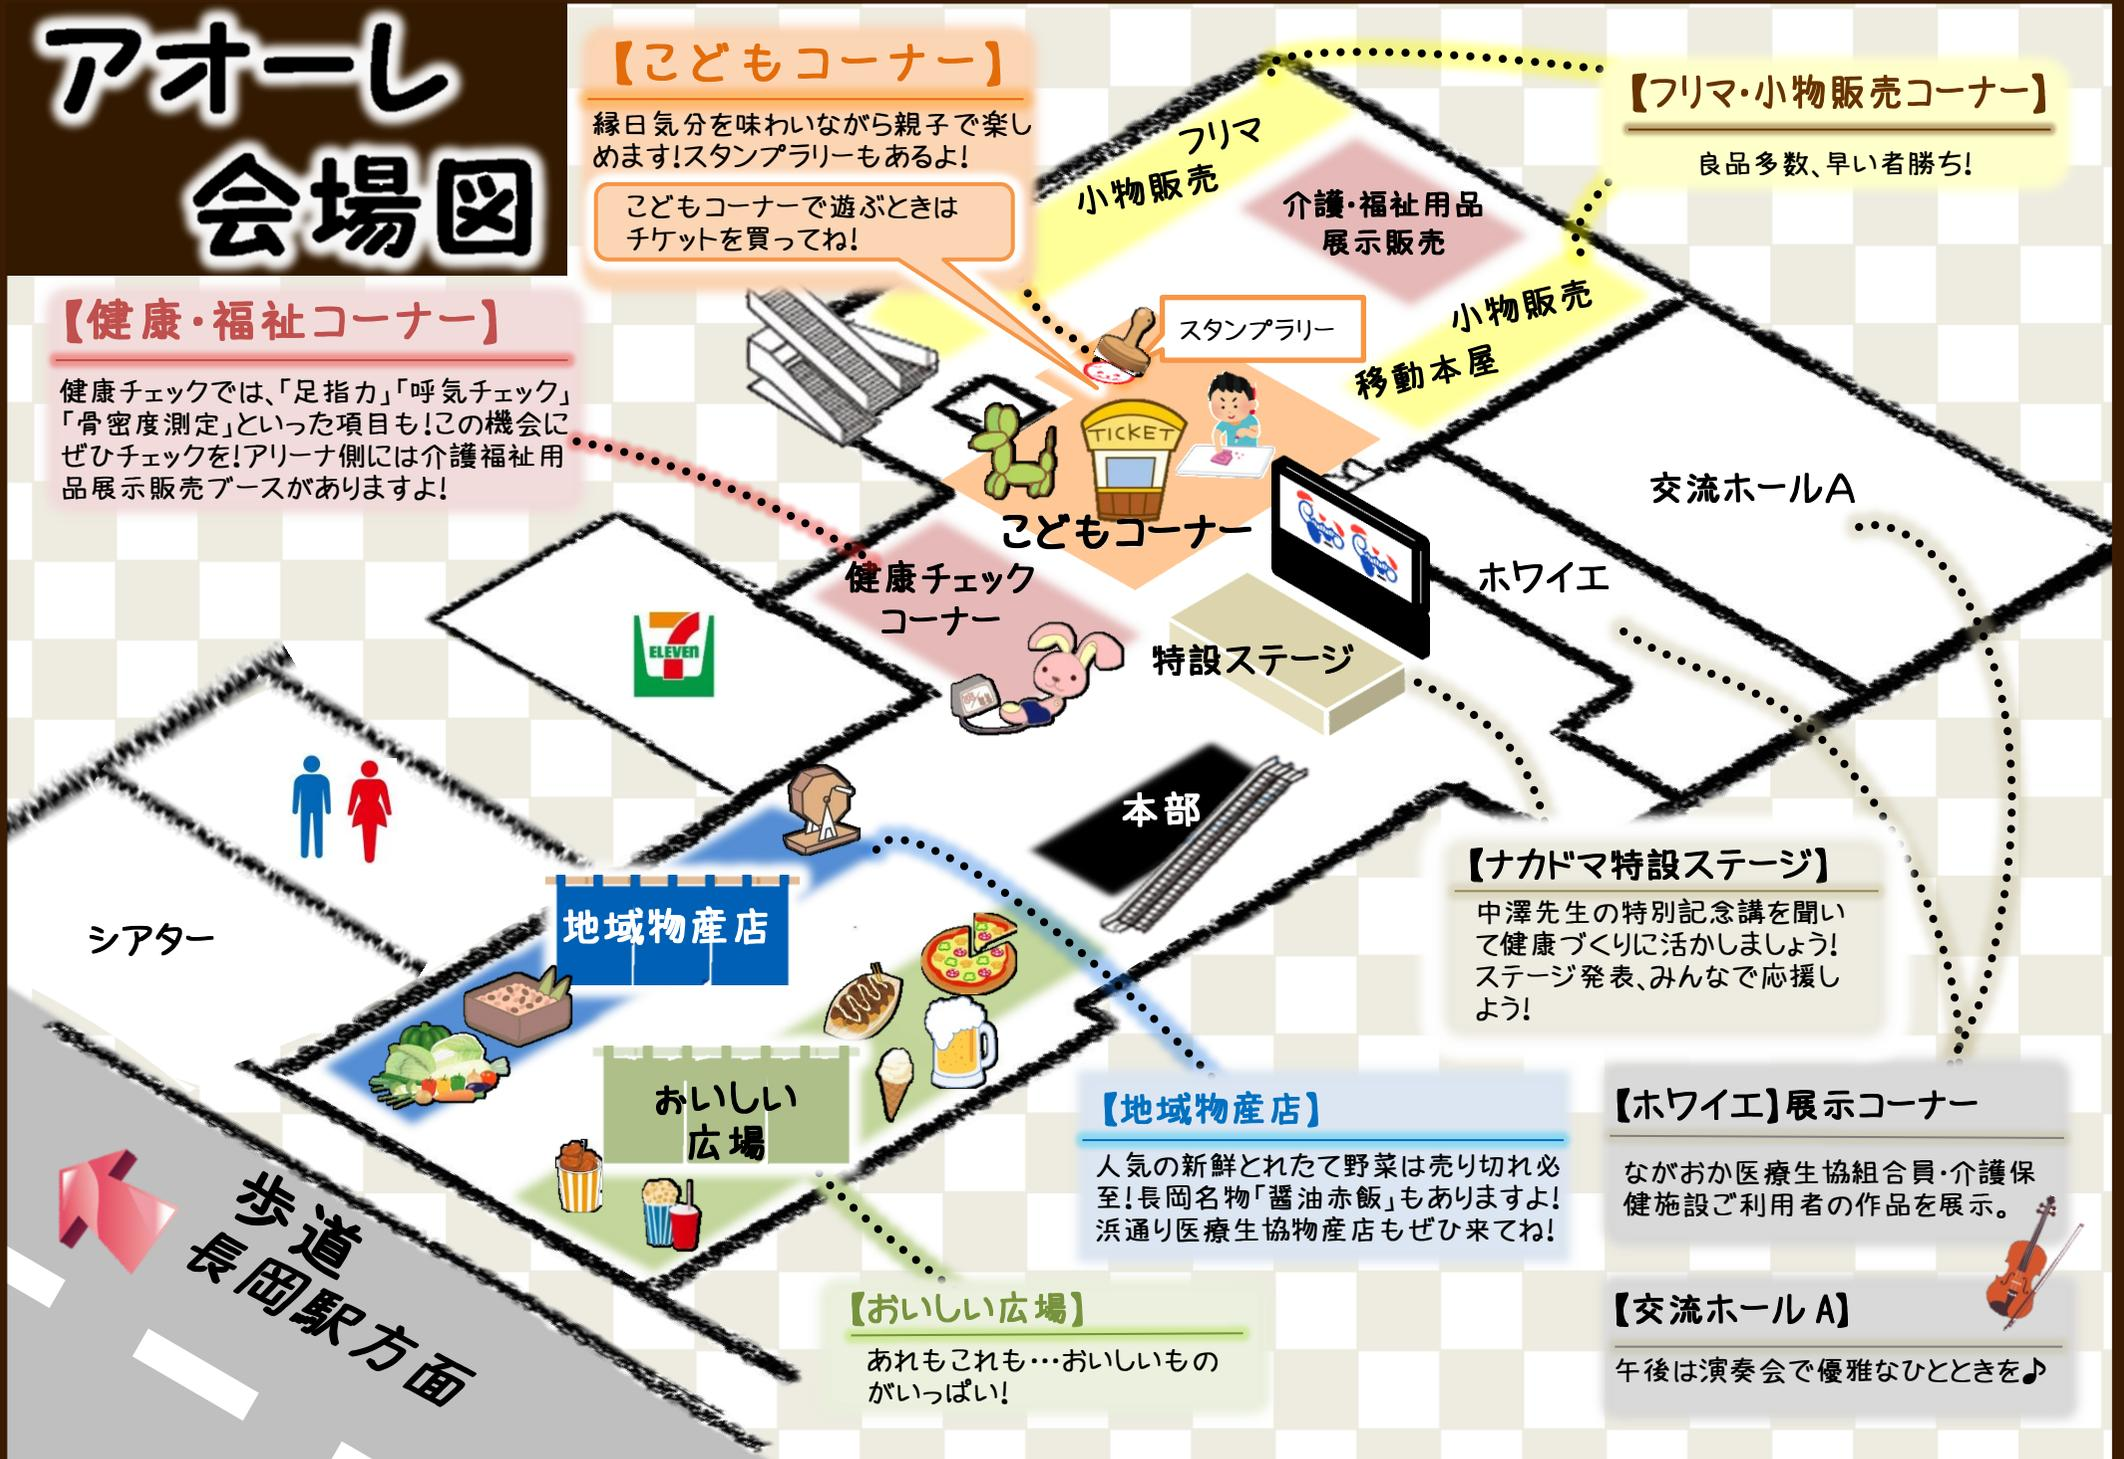 アオーレ
会場図
【こどもコーナー】
縁日気分を味わいながら親子で楽し
めます!スタンプラリーもあるよ!
こどもコーナーで遊ぶときは
チケットを買ってね!
【フリマ・小物販売コーナー】
良品多数、早い者勝ち!
フリマ
小物販売
介護・福祉用品
展示販売
小物販売
移動本屋
スタンプラリー
TICKET
こどもコーナー
【健康・福祉コーナー】
健康チェックでは、「足指力」「呼気チェック」
「骨密度測定」といった項目も!この機会に
ぜひチェックを!アリーナ側には介護福祉用
品展示販売ブースがありますよ!
健康チェック
コーナー
特設ステージ
交流ホールA
ホワイエ
ELEVEN
本部
シアター
地域物産店
おいしい
広場
歩道
長岡駅方面
【ナカドマ特設ステージ】
中澤先生の特別記念講を聞い
て健康づくりに活かしましょう!
ステージ発表、みんなで応援し
よう!
【地域物産店】
人気の新鮮とれたて野菜は売り切れ必
至!長岡名物「醤油赤飯」もありますよ!
浜通り医療生協物産店もぜひ来てね!
【ホワイエ】展示コーナー
ながおか医療生協組合員・介護保
健施設ご利用者の作品を展示。
【おいしい広場】
あれもこれも…おいしいもの
がいっぱい!
【交流ホールA】
午後は演奏会で優雅なひとときを♪